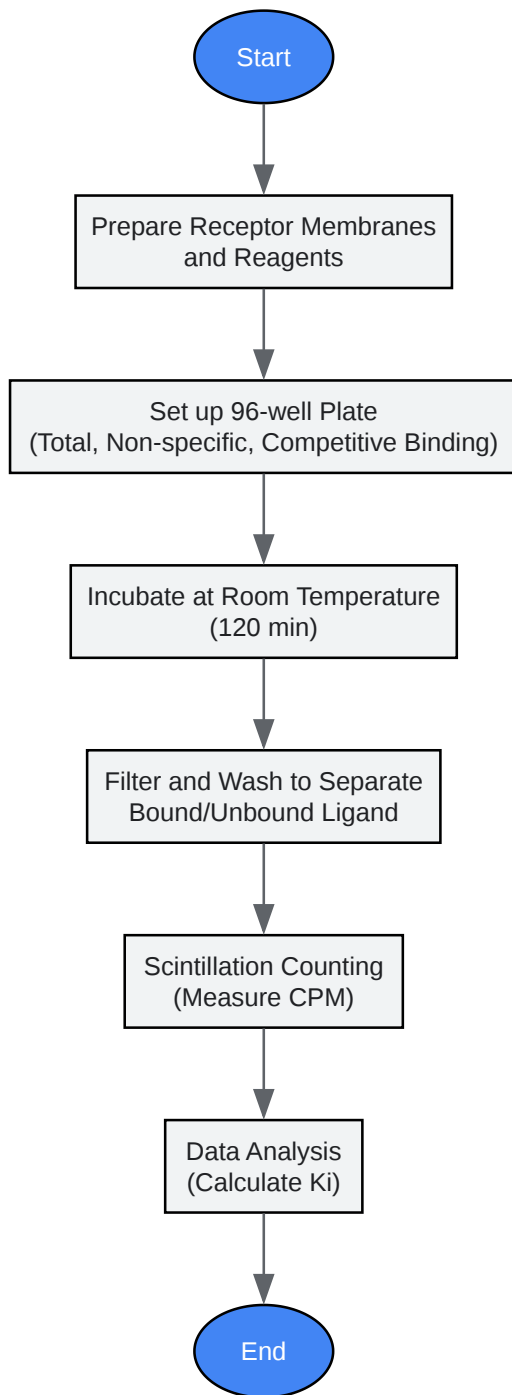 Start
Prepare Receptor Membranes
and Reagents
Set up 96-well Plate
(Total, Non-specific, Competitive Binding)
Incubate at Room Temperature
(120 min)
Filter and Wash to Separate
Bound/Unbound Ligand
Scintillation Counting
(Measure CPM)
Data Analysis
(Calculate Ki)
End